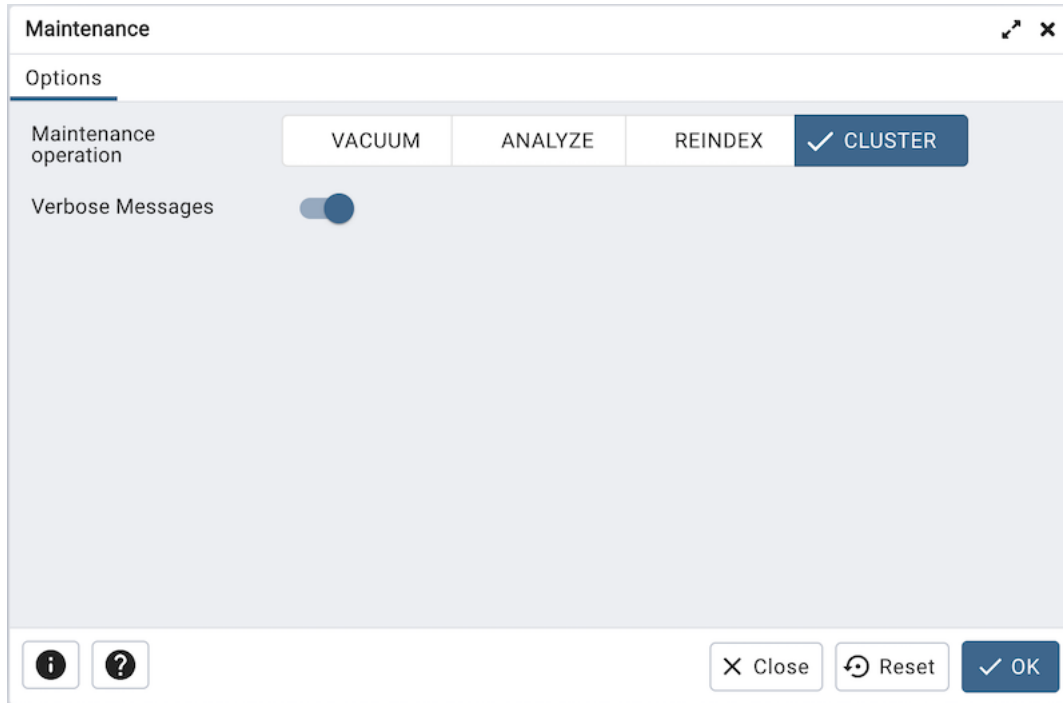 Maintenance
Options
Maintenance
operation
VACUUM ANALYZE REINDEX CLUSTER
Verbose Messages
Close Reset OK